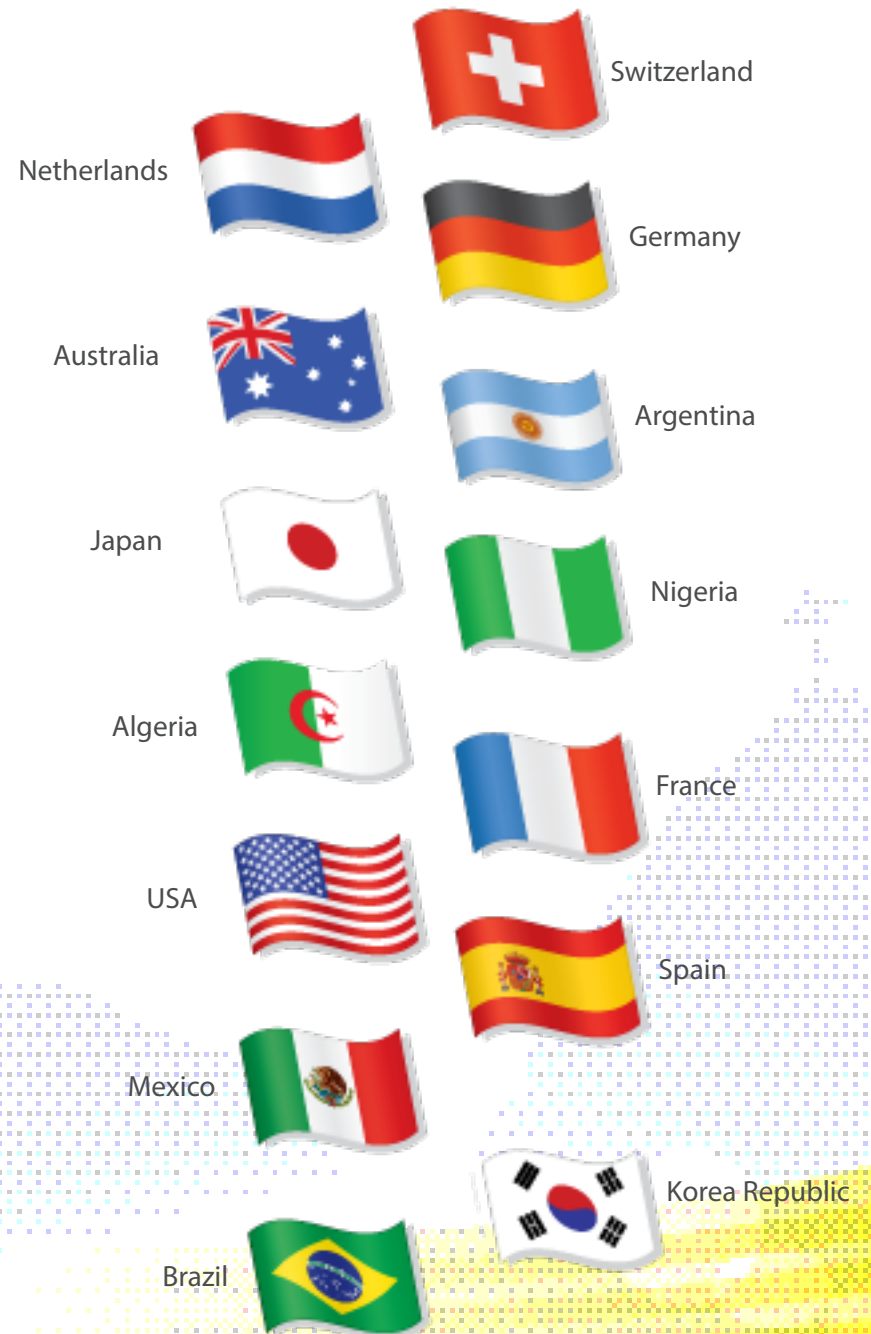 Switzerland
Netherlands
Germany
Australia
Argentina
Japan
Nigeria
Algeria
France
USA
Spain
Mexico
Korea Republic
Brazil